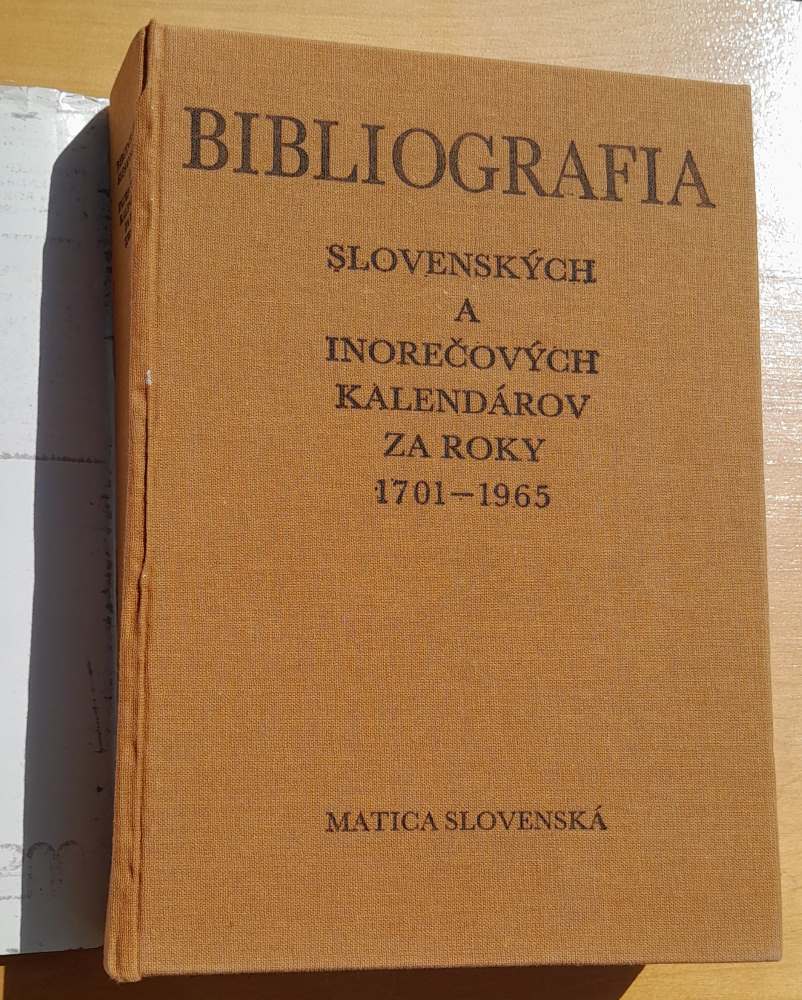 BIBLIOGRAFIA
SLOVENSKÝCH
A
INOREČOVÝCH
KALENDÁROV
ZA ROKY
1701–1965
MATICA SLOVENSKÁ